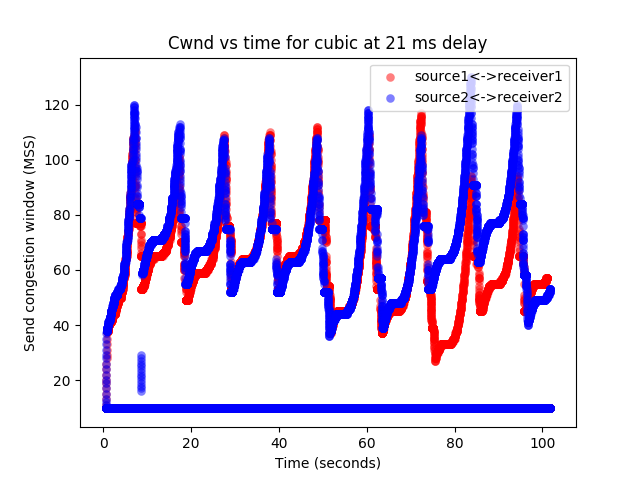 Cwnd vs time for cubic at 21 ms delay
source1<->receiver1
source2<->receiver2
Send congestion window (MSS)
120
100
80
60
40
20
0 20 40 60 80 100
Time (seconds)